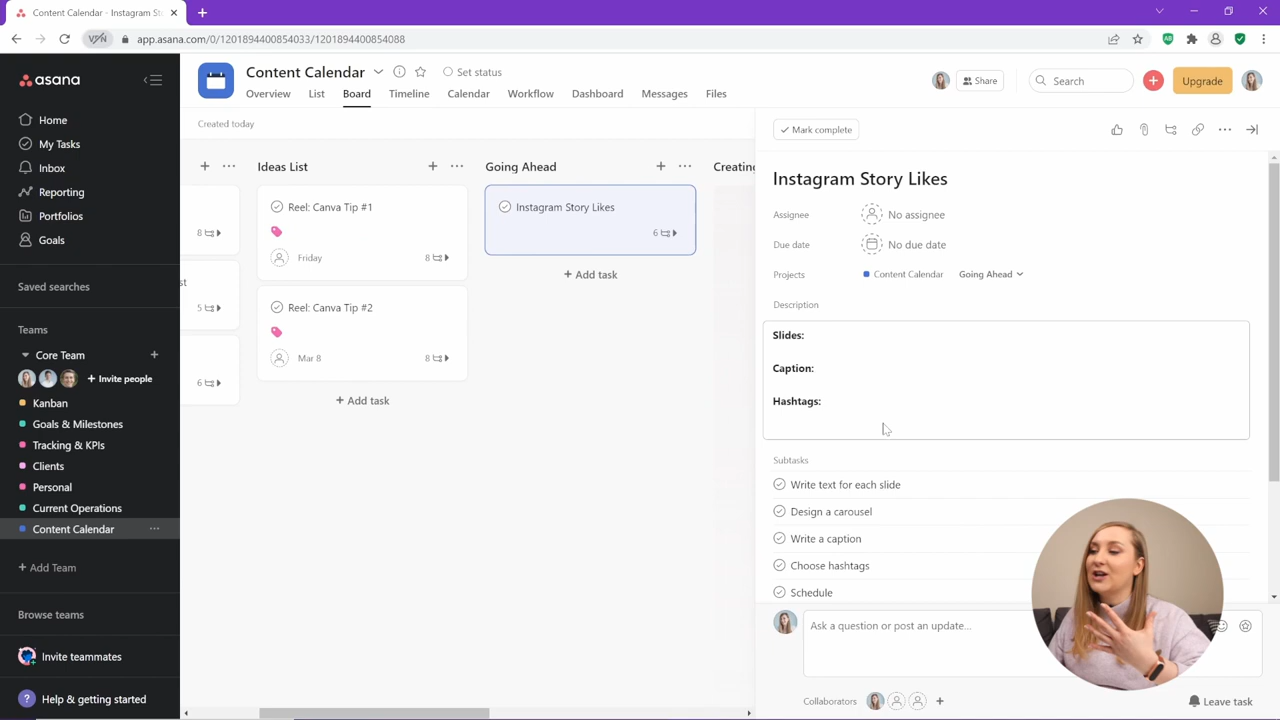 Content Calendar - Instagram Sto
app.asana.com/0/1201894400854033/1201894400854088
VPN
asana
Home
My Tasks
Inbox
Reporting
Portfolios
Goals
Saved searches
Teams
Core Team
Invite people
Kanban
Goals & Milestones
Tracking & KPIs
Clients
Personal
Current Operations
Content Calendar
Add Team
Browse teams
Invite teammates
Help & getting started
Content Calendar
Set status
Share
Search
Upgrade
Overview List Board Timeline Calendar Workflow Dashboard Messages Files
Created today
8
st
5
6
Ideas List
Reel: Canva Tip #1
Friday 8
Reel: Canva Tip #2
Mar 8 8
+ Add task
Going Ahead
Instagram Story Likes
6
+ Add task
Creating
Mark complete
Instagram Story Likes
Assignee No assignee
Due date No due date
Projects Content Calendar Going Ahead
Description
Slides:
Caption:
Hashtags:
Subtasks
Write text for each slide
Design a carousel
Write a caption
Choose hashtags
Schedule
Ask a question or post an update...
Collaborators
Leave task